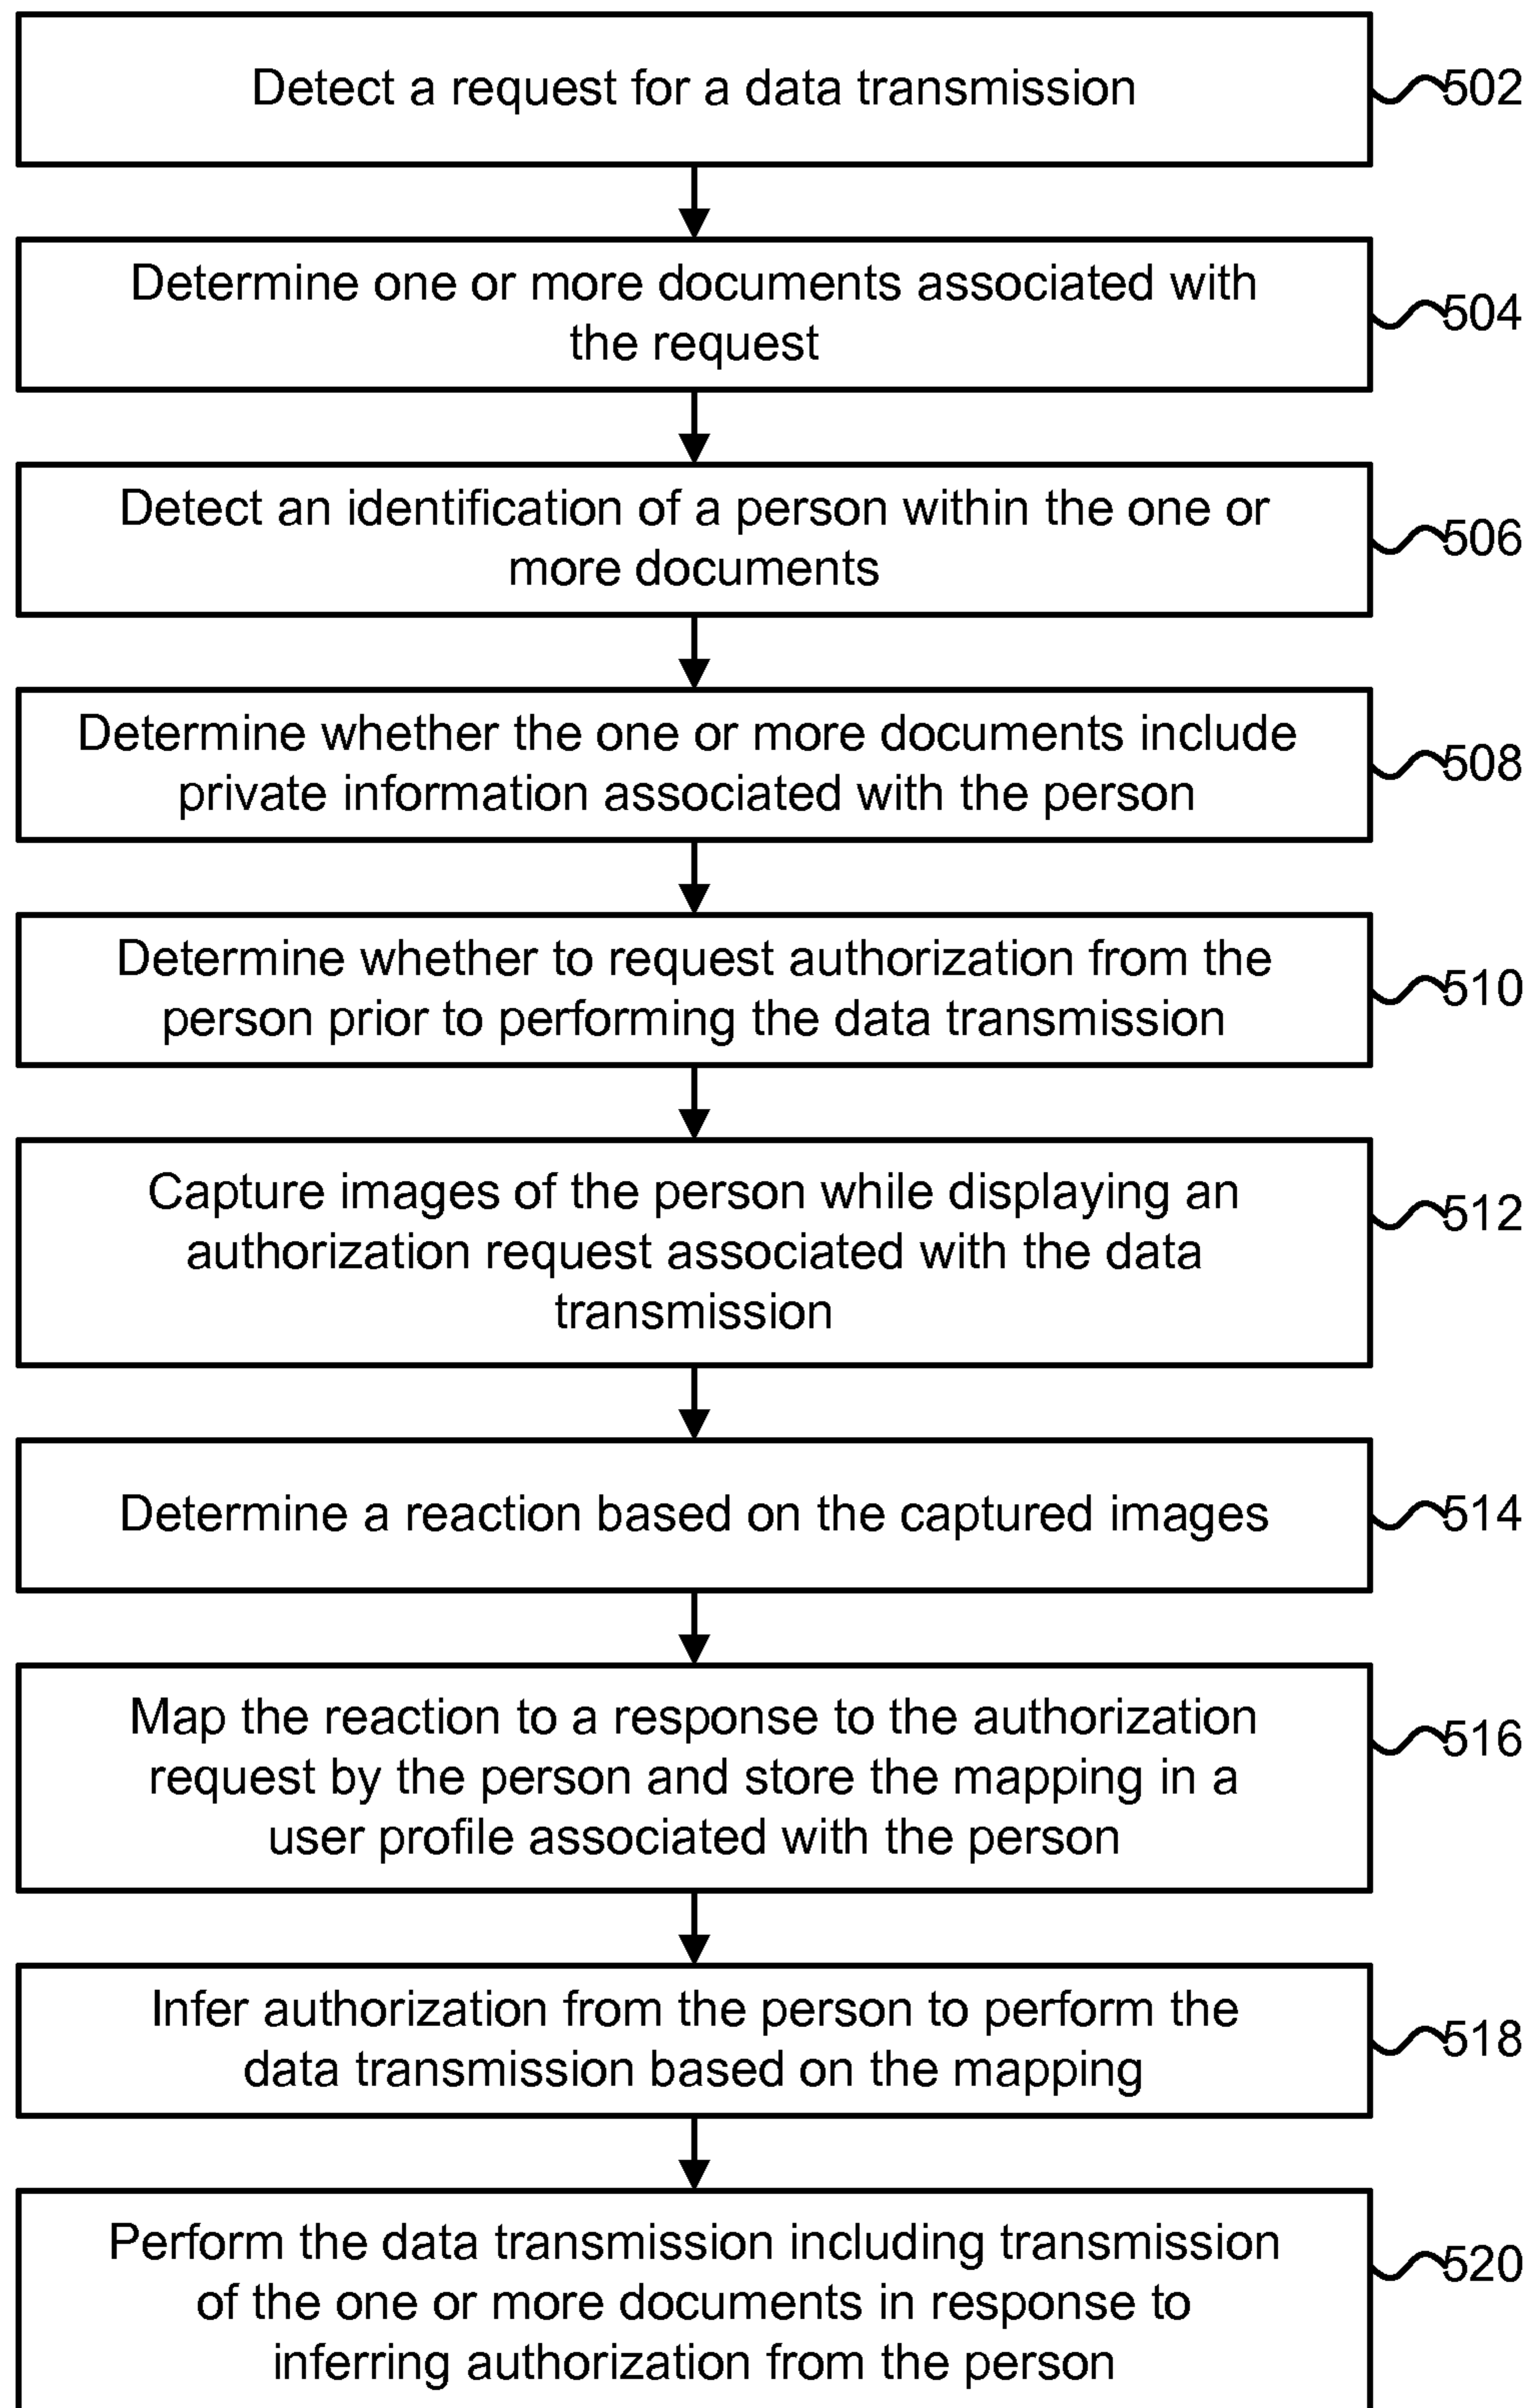 Detect a request for a data transmission
502
Determine one or more documents associated with
the request
504
Detect an identification of a person within the one or
more documents
506
Determine whether the one or more documents include
private information associated with the person
508
Determine whether to request authorization from the
person prior to performing the data transmission
510
Capture images of the person while displaying an
authorization request associated with the data
transmission
512
Determine a reaction based on the captured images
514
Map the reaction to a response to the authorization
request by the person and store the mapping in a
user profile associated with the person
516
Infer authorization from the person to perform the
data transmission based on the mapping
518
Perform the data transmission including transmission
of the one or more documents in response to
inferring authorization from the person
520